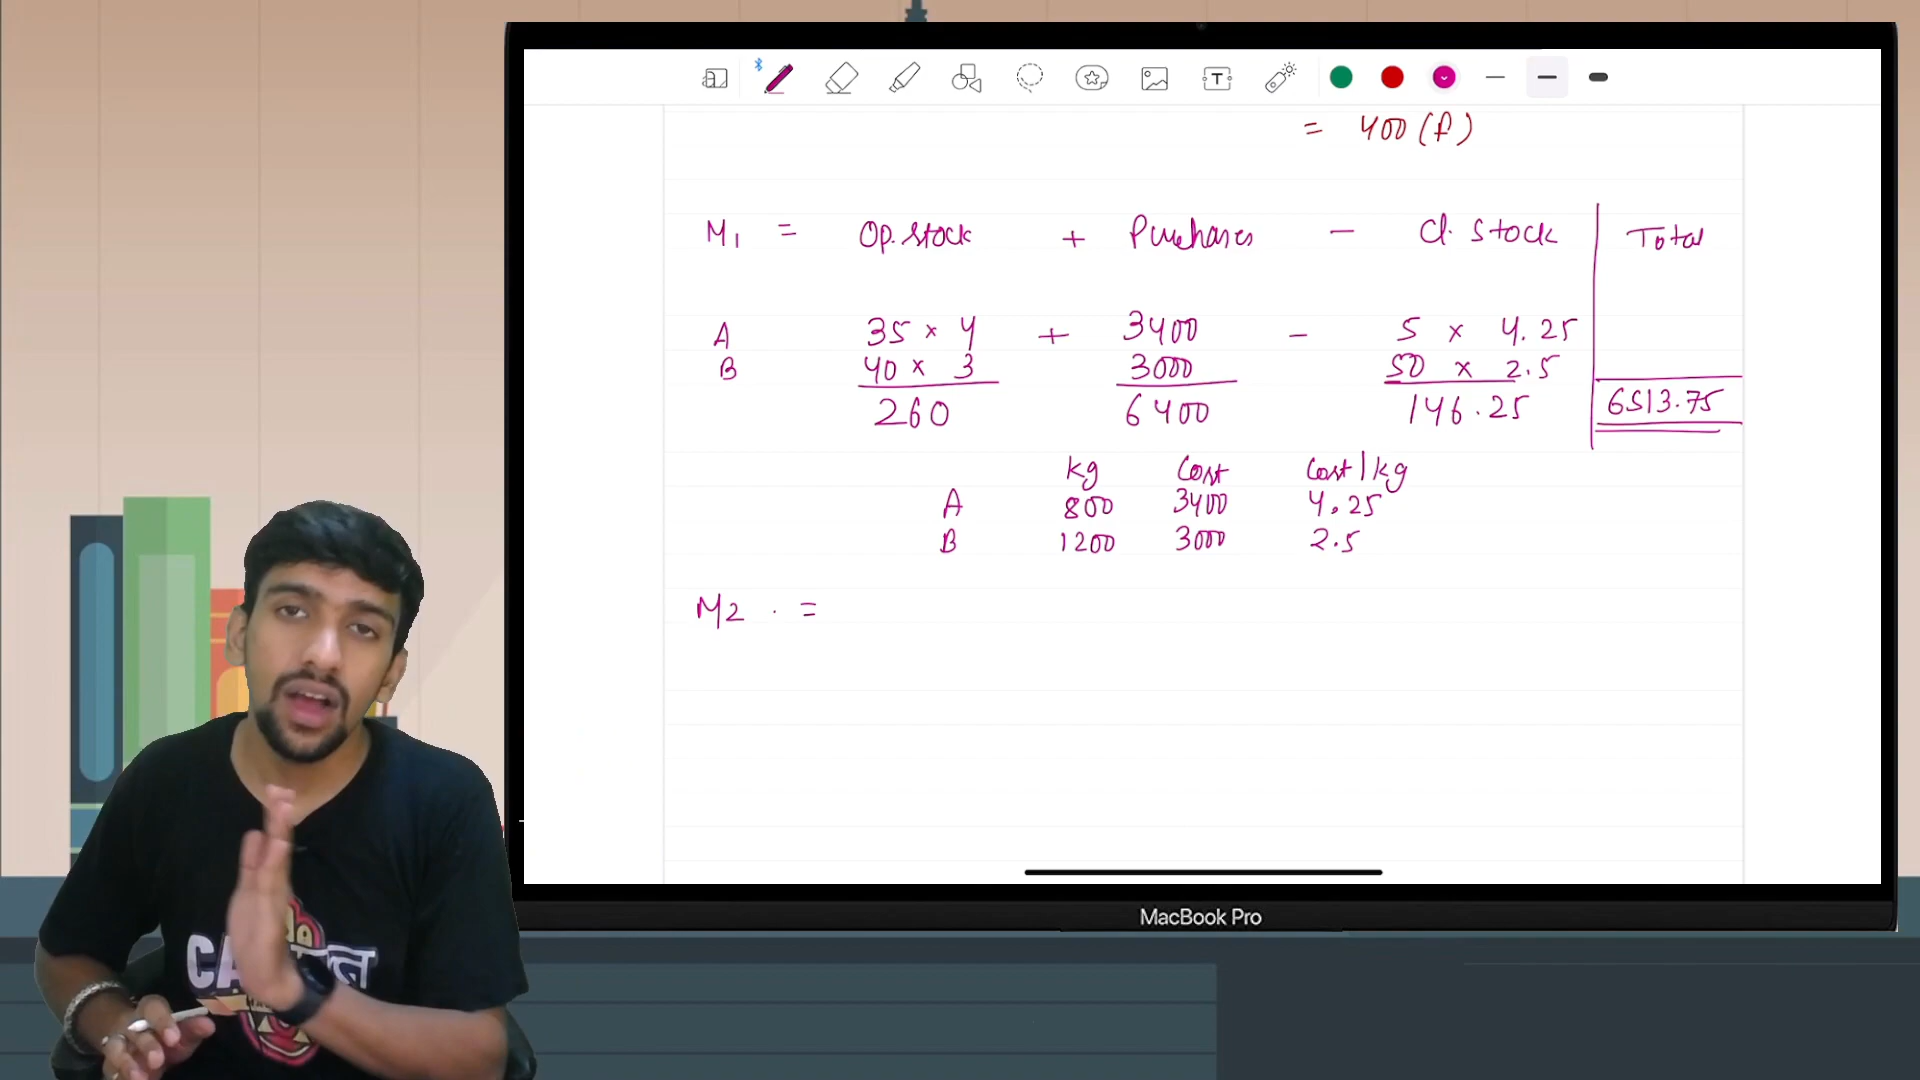 = 400 (f)
M1 = Op. Stock + Purchases - Cl. Stock Total
A 35 × 4 + 3400 - 5 × 4.25
B 40 × 3 3000 50 × 2.5
260 6400 146.25 6513.75
kg Cost Cost/kg
A 800 3400 4.25
B 1200 3000 2.5
M2 . =
MacBook Pro
CA